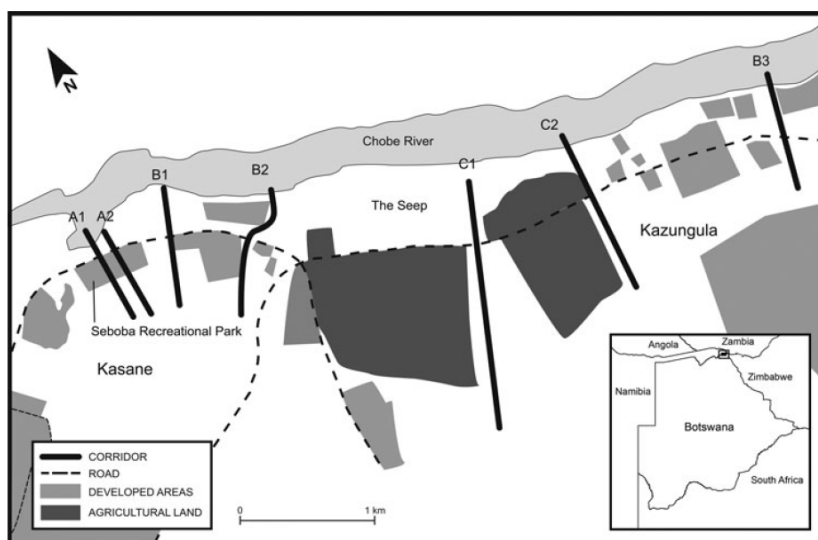 N
B3
C2
Chobe River
C1
B2
B1
The Seep
A1
A2
Kazungula
Seboba Recreational Park
Kasane
Angola
Zambia
Zimbabwe
Namibia
Botswana
South Africa
CORRIDOR
ROAD
DEVELOPED AREAS
AGRICULTURAL LAND
0
1 km